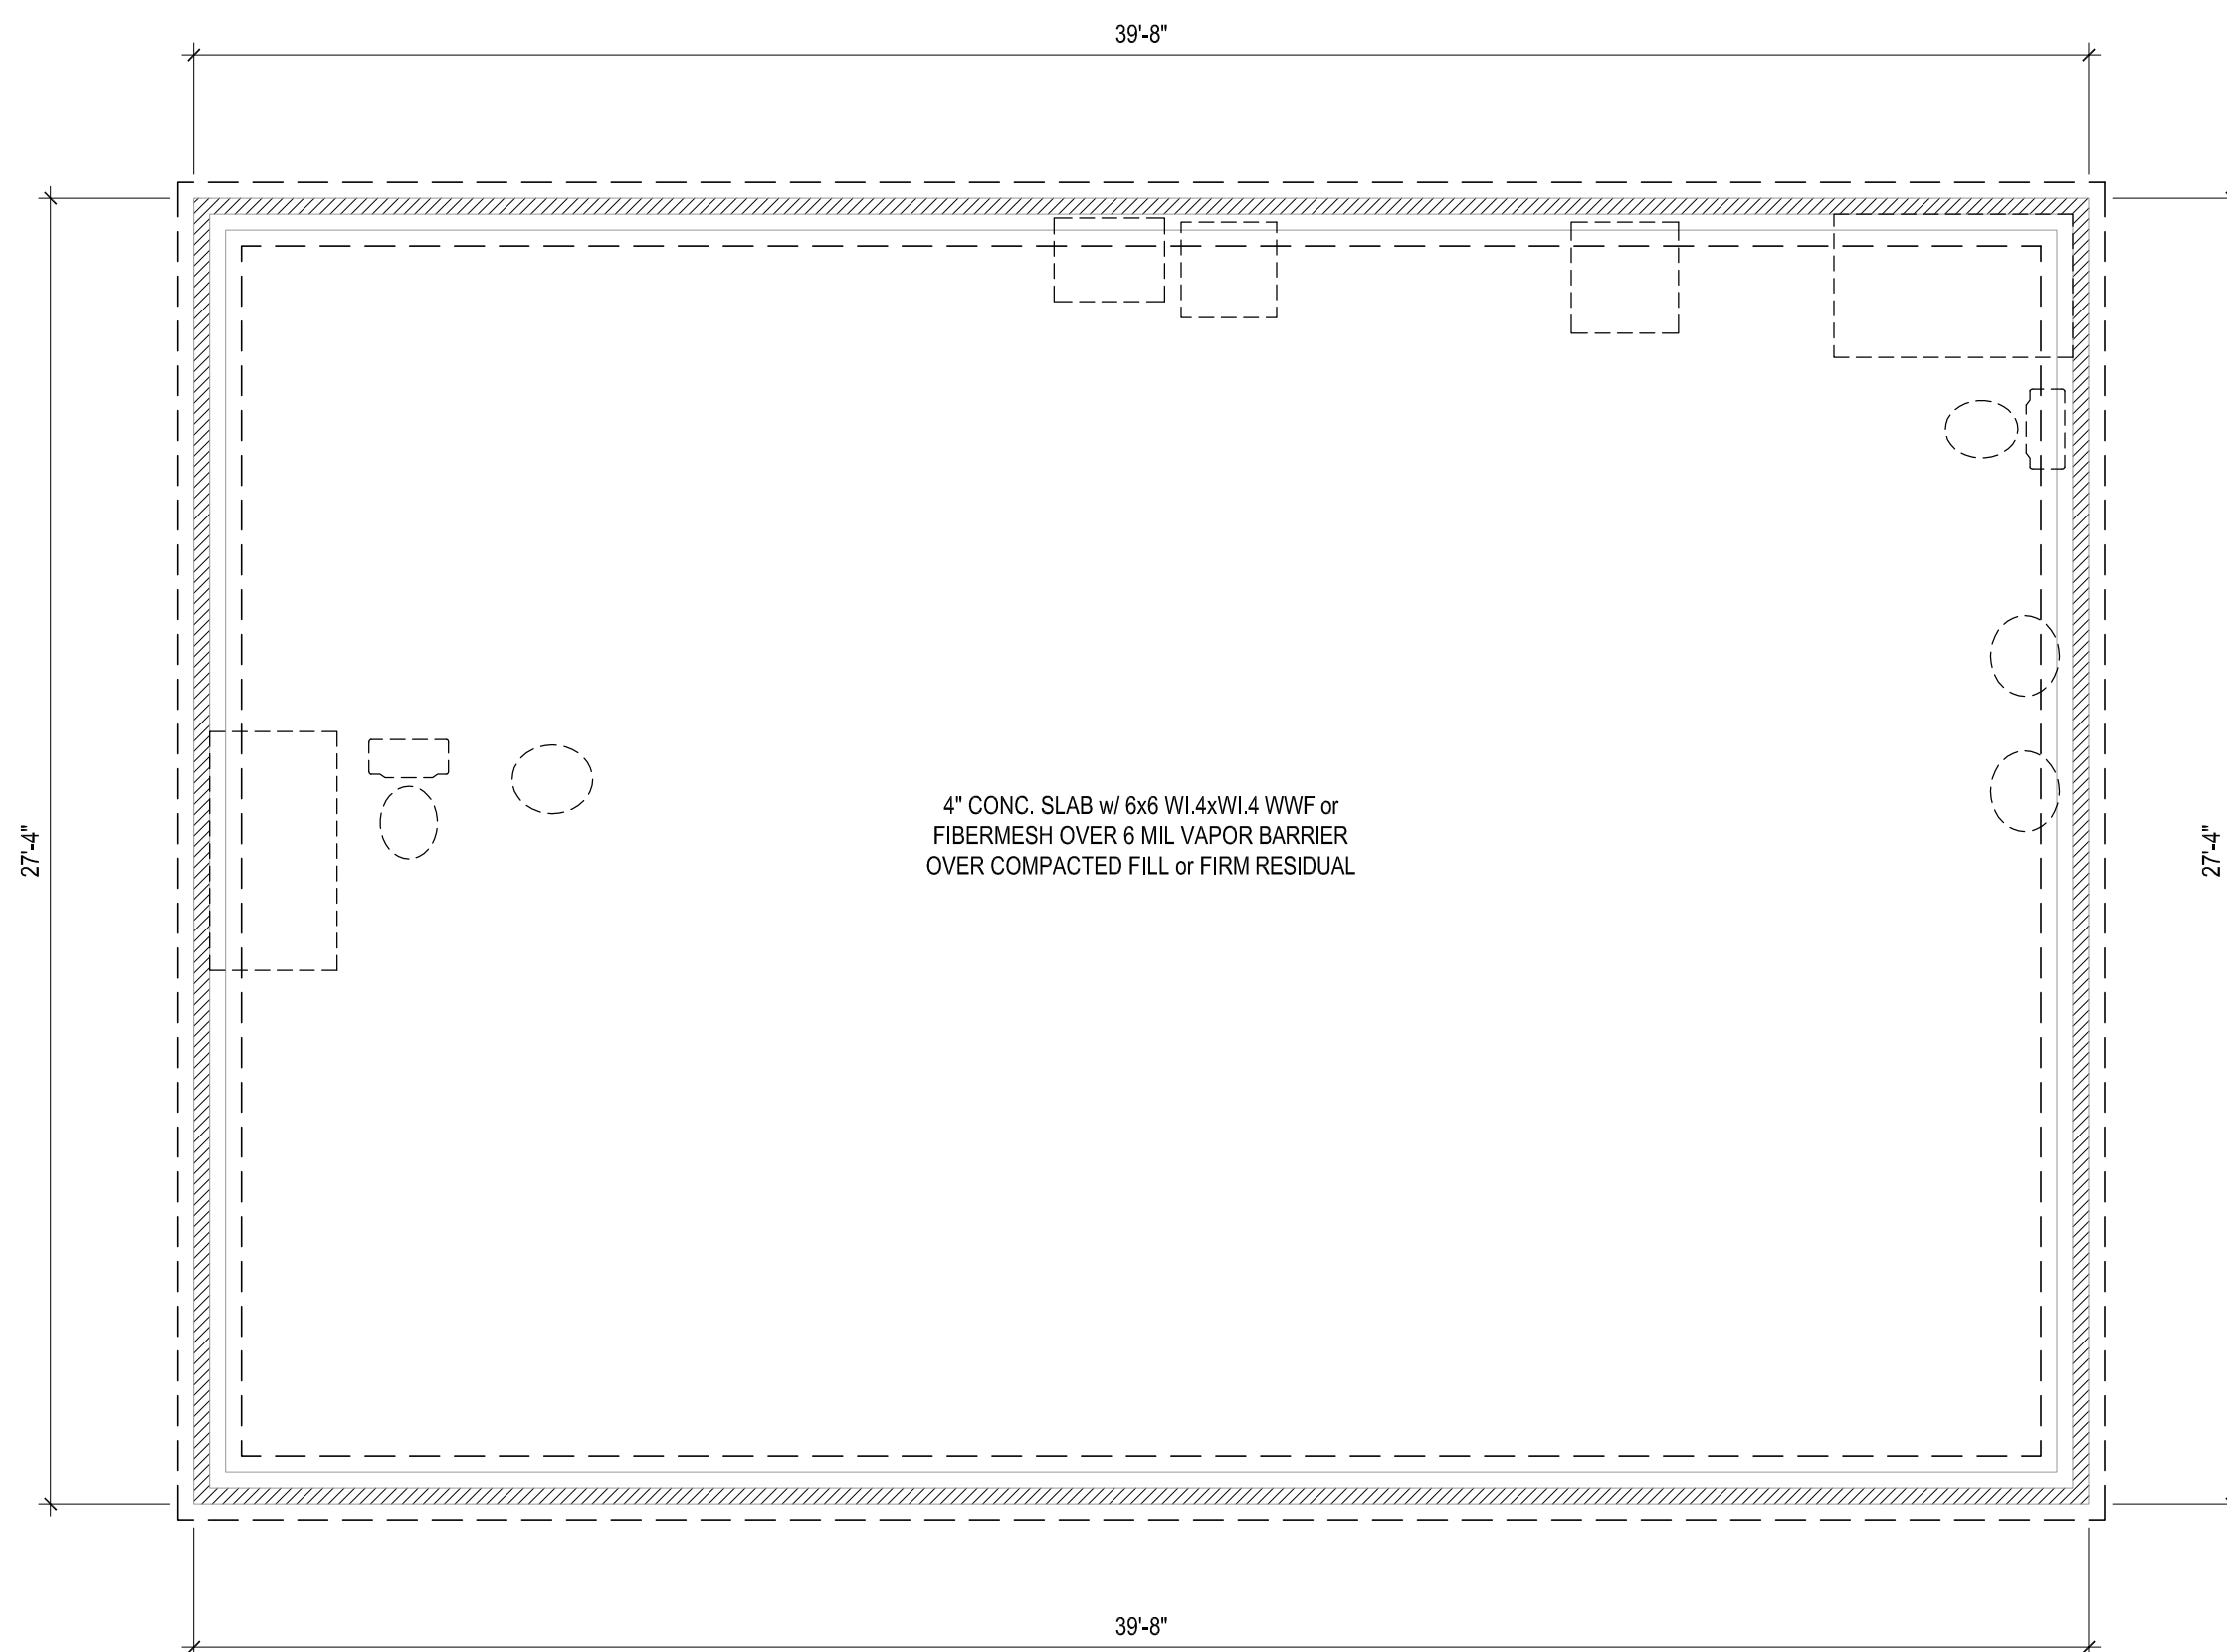 39'-8"
27'-4"
4" CONC. SLAB w/ 6x6 WI.4xWI.4 WWF or
FIBERMESH OVER 6 MIL VAPOR BARRIER
OVER COMPACTED FILL or FIRM RESIDUAL
27'-4"
39'-8"